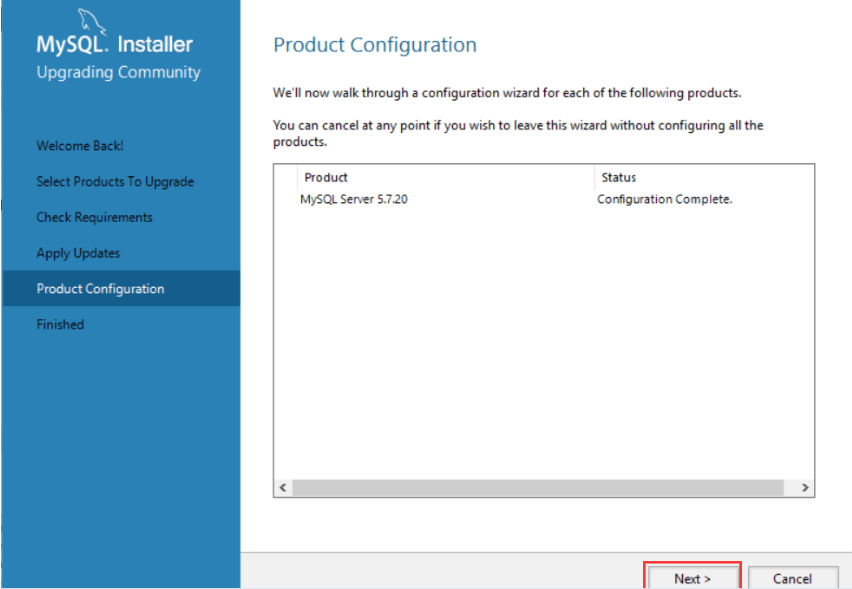 MySQL. Installer
Upgrading Community
Welcome Back!
Select Products To Upgrade
Check Requirements
Apply Updates
Product Configuration
Finished
Product Configuration
We'll now walk through a configuration wizard for each of the following products.
You can cancel at any point if you wish to leave this wizard without configuring all the
products.
Product Status
MySQL Server 5.7.20 Configuration Complete.
Next > Cancel